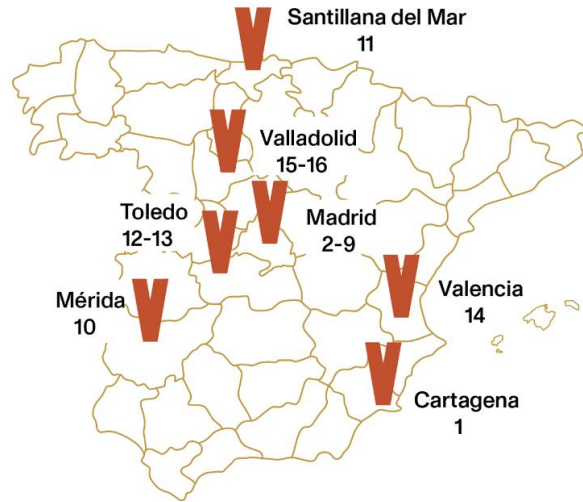 Santillana del Mar
11
Valladolid
15-16
Toledo
12-13
Madrid
2-9
Mérida
10
Valencia
14
Cartagena
1